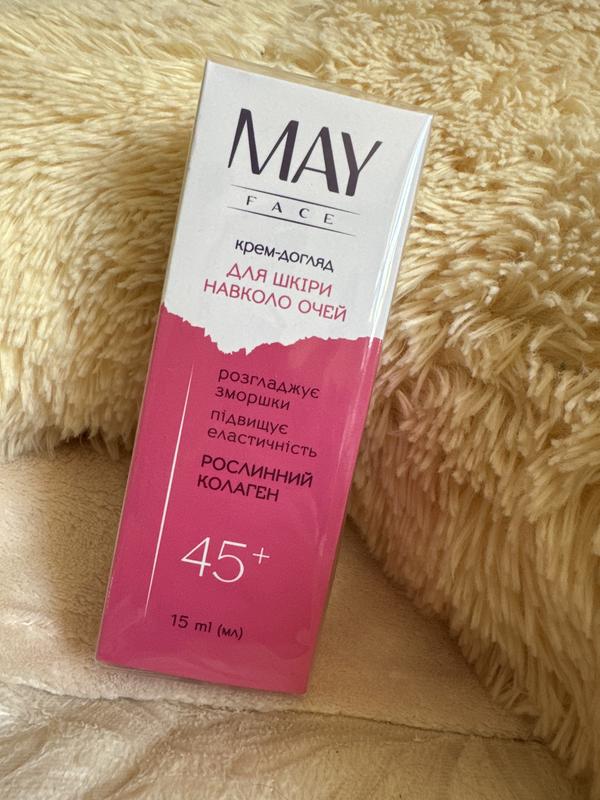 MAY
FACE
крем-догляд
ДЛЯ ШКІРИ
НАВКОЛО ОЧЕЙ
розгладжує
зморшки
підвищує
еластичність
РОСЛИННИЙ
КОЛАГЕН
45+
15 ml (мл)